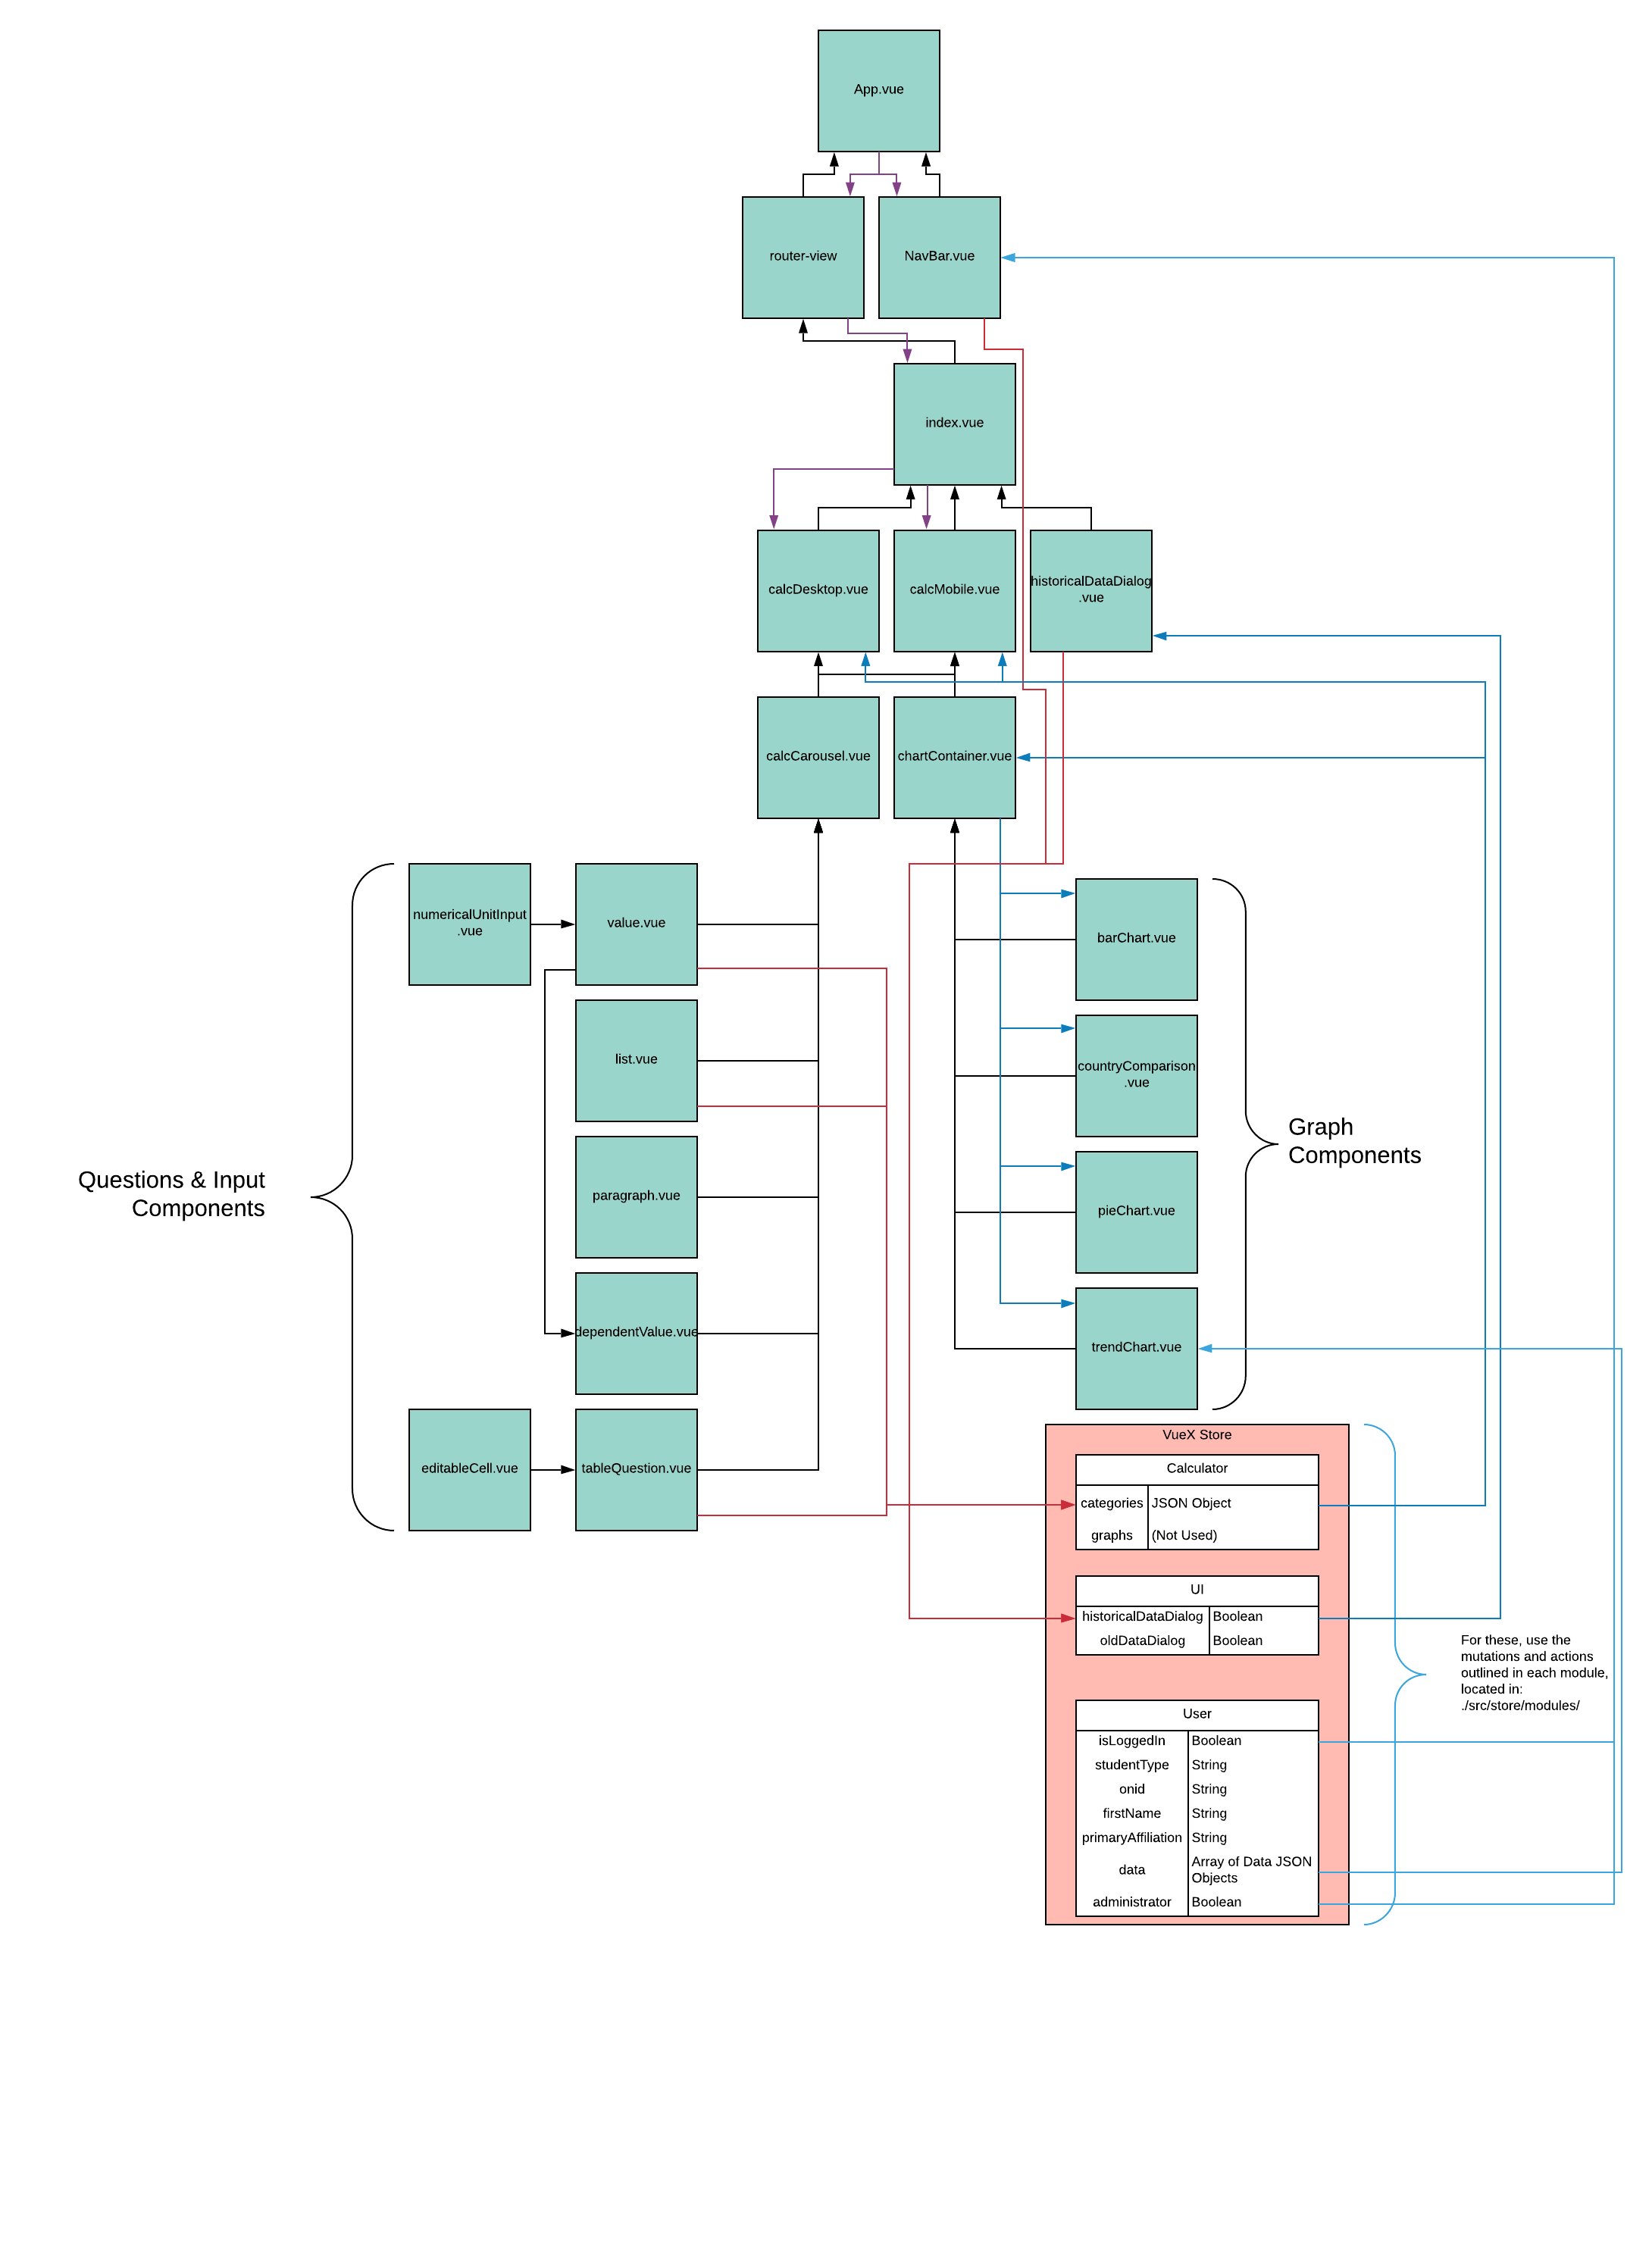 App.vue
router-view
NavBar.vue
index.vue
calcDesktop.vue
calcMobile.vue
historicalDataDialog
.vue
calcCarousel.vue
chartContainer.vue
Questions & Input
Components
numericalUnitInput
.vue
value.vue
list.vue
paragraph.vue
dependentValue.vue
editableCell.vue
tableQuestion.vue
barChart.vue
countryComparison
.vue
pieChart.vue
trendChart.vue
Graph
Components
VueX Store
Calculator
categories JSON Object
graphs (Not Used)
UI
historicalDataDialog Boolean
oldDataDialog Boolean
User
isLoggedIn Boolean
studentType String
onid String
firstName String
primaryAffiliation String
data Array of Data JSON
Objects
administrator Boolean
For these, use the
mutations and actions
outlined in each module,
located in:
./src/store/modules/